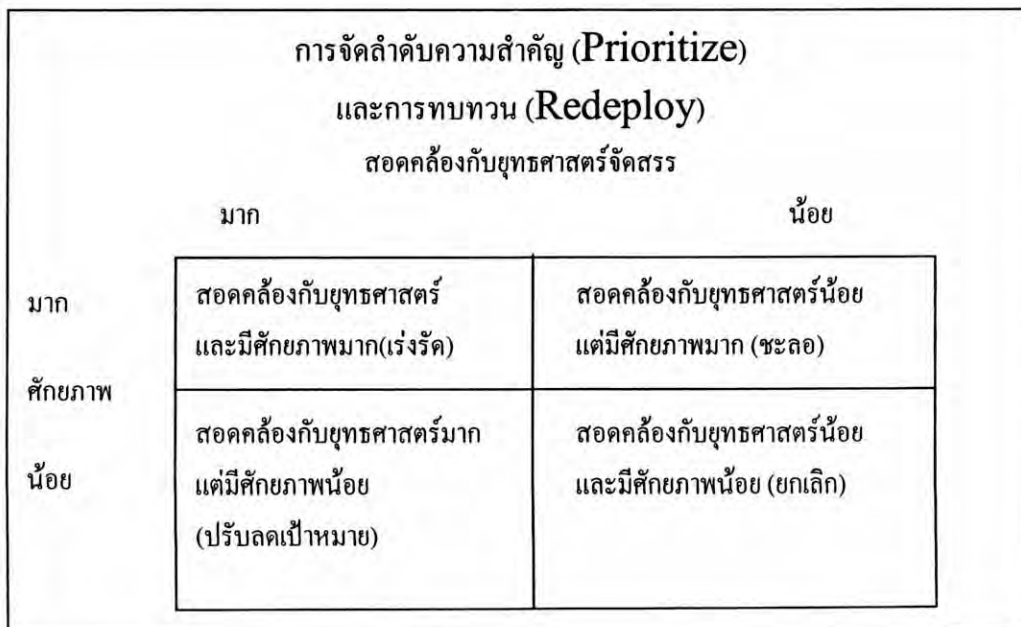 การจัดลำดับความสำคัญ (Prioritize)
และการทบทวน (Redeploy)
สอดคล้องกับยุทธศาสตร์จัดสรร
มาก น้อย
มาก
ศักยภาพ
น้อย
สอดคล้องกับยุทธศาสตร์
และมีศักยภาพมาก(เร่งรัด)
สอดคล้องกับยุทธศาสตร์น้อย
แต่มีศักยภาพมาก (ชะลอ)
สอดคล้องกับยุทธศาสตร์มาก
แต่มีศักยภาพน้อย
(ปรับลดเป้าหมาย)
สอดคล้องกับยุทธศาสตร์น้อย
และมีศักยภาพน้อย (ยกเลิก)